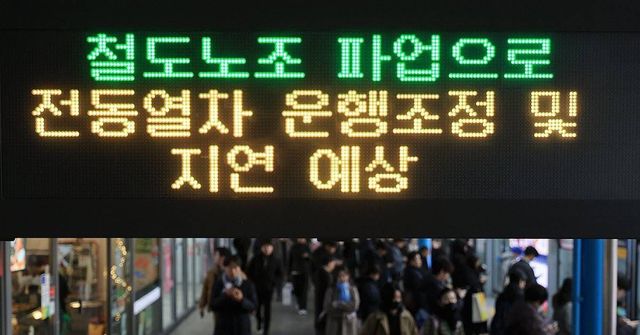 철도노조 파업으로
전동열차 운행조정 및
지연 예상